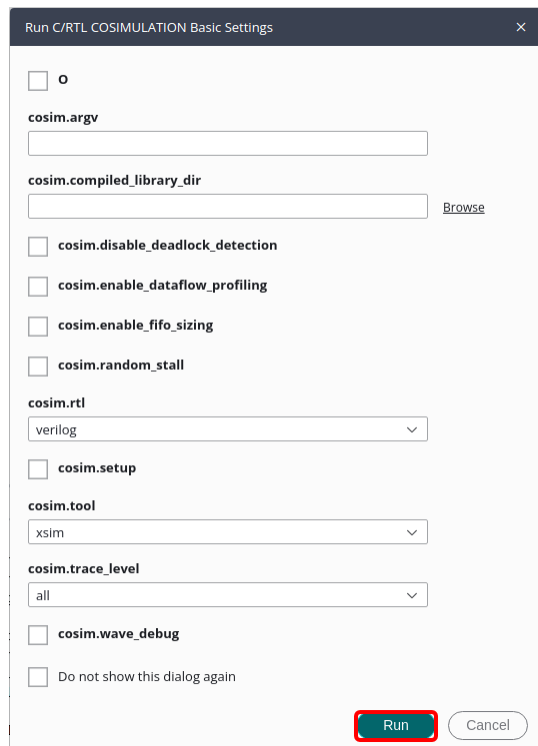 Run C/RTL COSIMULATION Basic Settings
O
cosim.argv
cosim.compiled_library_dir
Browse
cosim.disable_deadlock_detection
cosim.enable_dataflow_profiling
cosim.enable_fifo_sizing
cosim.random_stall
cosim.rtl
verilog
cosim.setup
cosim.tool
xsim
cosim.trace_level
all
cosim.wave_debug
Do not show this dialog again
Run Cancel